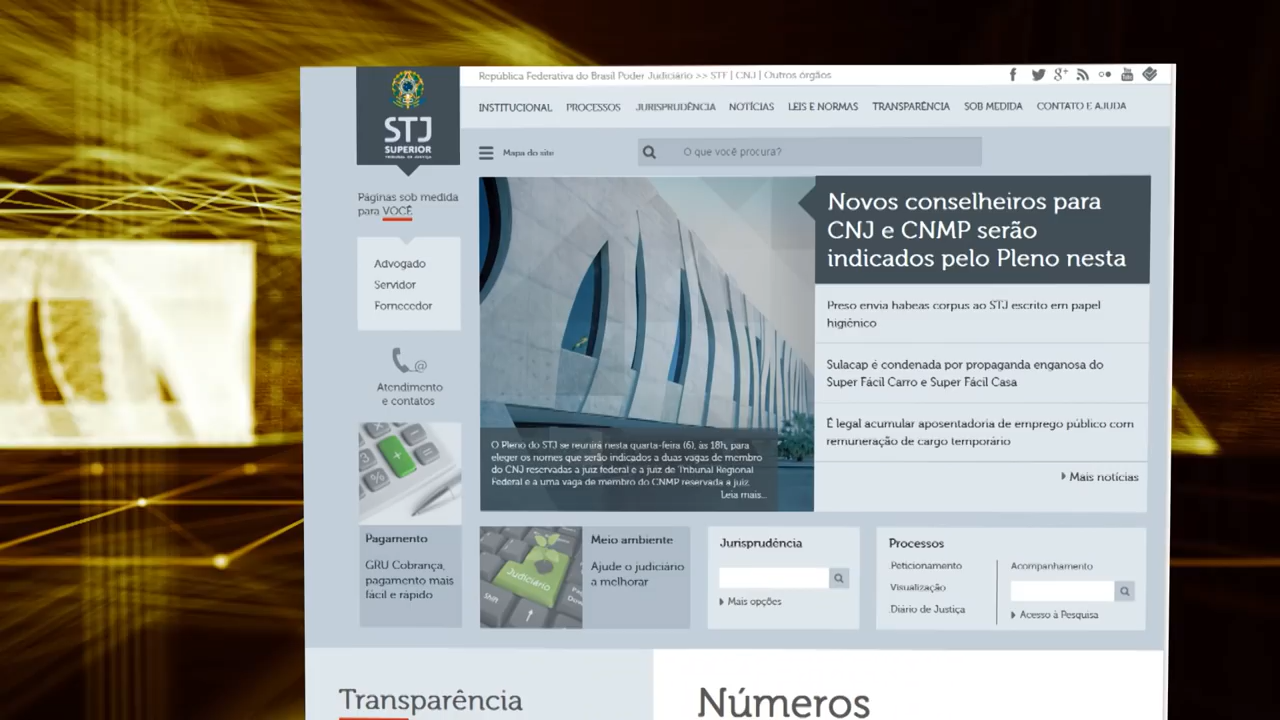 República Federativa do Brasil Poder Judiciário >> STF | CNJ | Outros órgãos
STJ
SUPERIOR
TRIBUNAL DE JUSTIÇA
INSTITUCIONAL PROCESSOS JURISPRUDÊNCIA NOTÍCIAS LEIS E NORMAS TRANSPARÊNCIA SOB MEDIDA CONTATO E AJUDA
Mapa do site
O que você procura?
Páginas sob medida
para VOCÊ
Advogado
Servidor
Fornecedor
Atendimento
e contatos
Novos conselheiros para
CNJ e CNMP serão
indicados pelo Pleno nesta
Preso envia habeas corpus ao STJ escrito em papel
higiênico
Sulacap é condenada por propaganda enganosa do
Super Fácil Carro e Super Fácil Casa
É legal acumular aposentadoria de emprego público com
remuneração de cargo temporário
Mais notícias
O Pleno do STJ se reunirá nesta quarta-feira (6), às 18h, para
eleger os nomes que serão indicados a duas vagas de membro
do CNJ reservadas a juiz federal e a juiz de Tribunal Regional
Federal e a uma vaga de membro do CNMP reservada a juiz.
Leia mais...
Pagamento
GRU Cobrança,
pagamento mais
fácil e rápido
Judiciário
Shift
Meio ambiente
Ajude o judiciário
a melhorar
Jurisprudência
Mais opções
Processos
Peticionamento
Visualização
Diário de Justiça
Acompanhamento
Acesso à Pesquisa
Transparência
Números